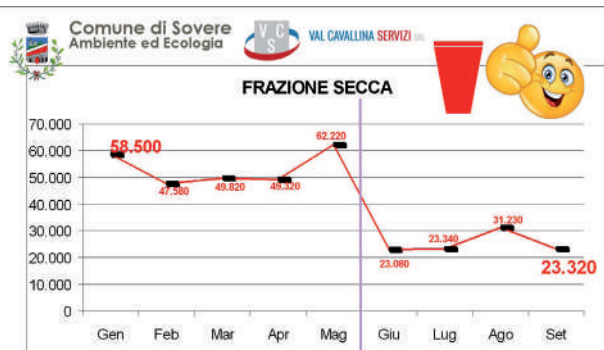 Comune di Sovere
Ambiente ed Ecologia
VCS
VAL CAVALLINA SERVIZI SRL
FRAZIONE SECCA
70.000
60.000
50.000
40.000
30.000
20.000
10.000
0
58.500
47.580
49.820
49.320
62.220
23.080
23.340
31.230
23.320
Gen Feb Mar Apr Mag Giu Lug Ago Set